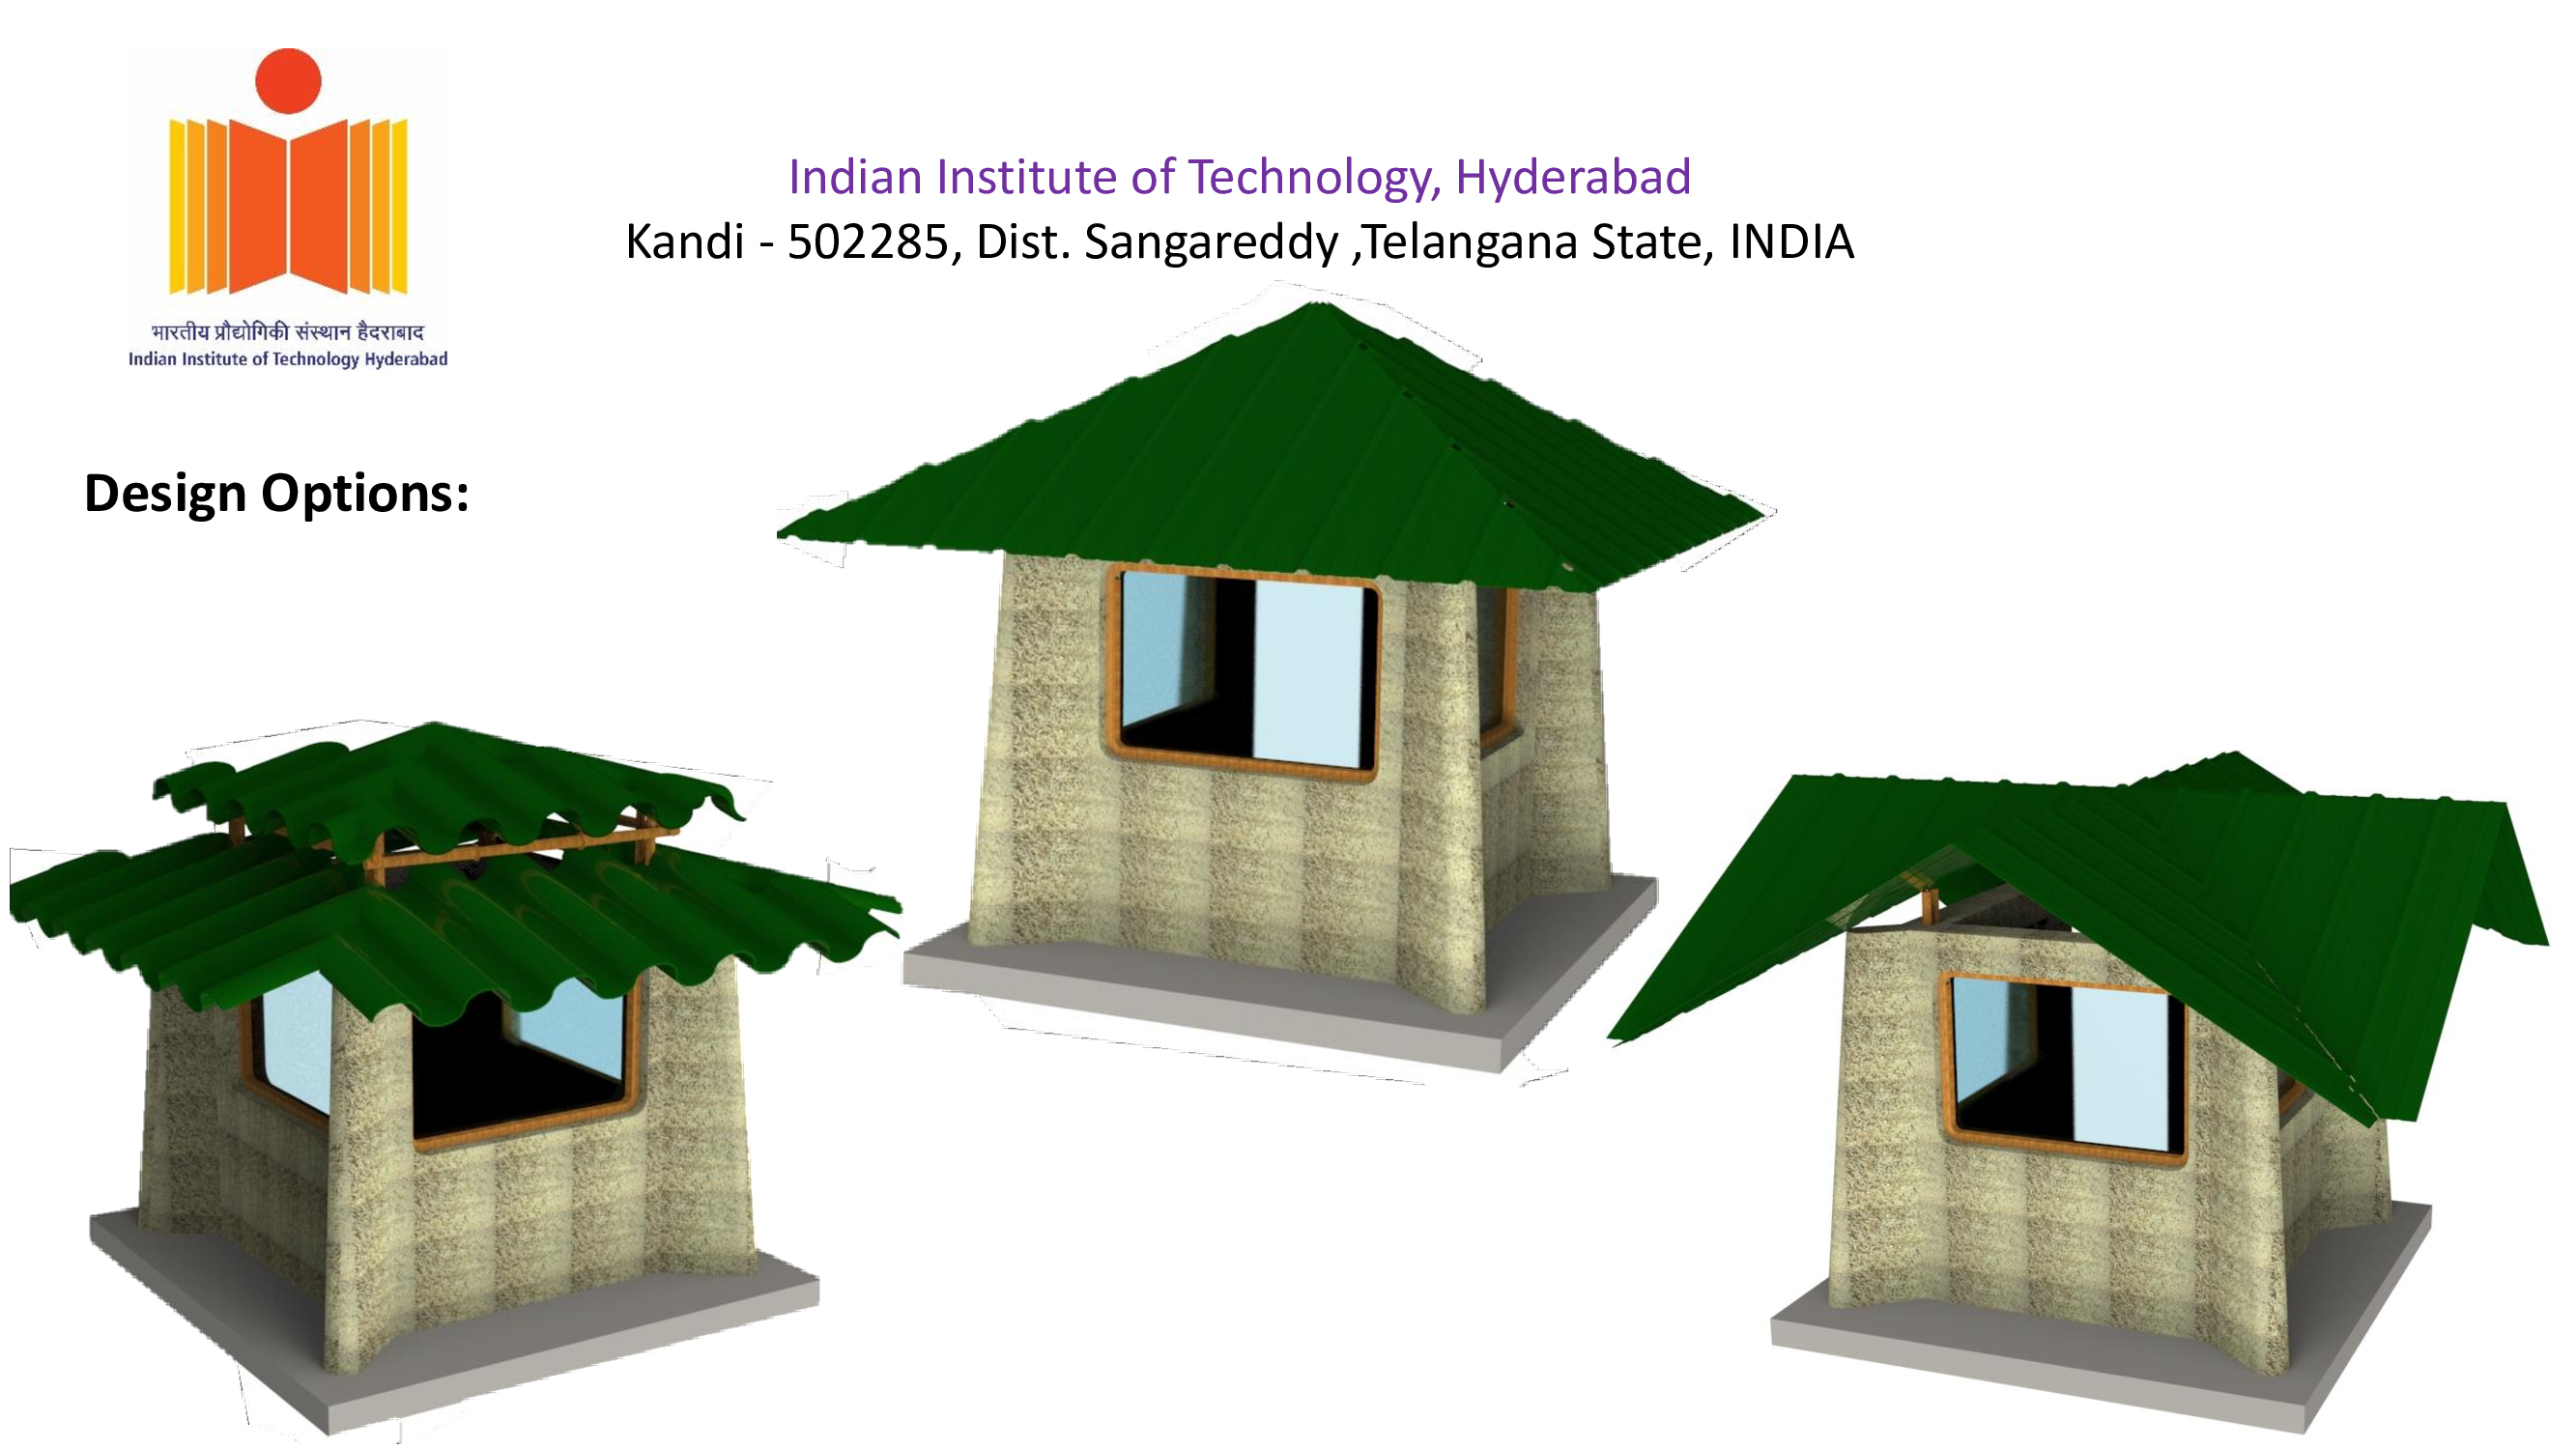 भारतीय प्रौद्योगिकी संस्थान हैदराबाद
Indian Institute of Technology Hyderabad
Indian Institute of Technology, Hyderabad
Kandi - 502285, Dist. Sangareddy ,Telangana State, INDIA
Design Options: